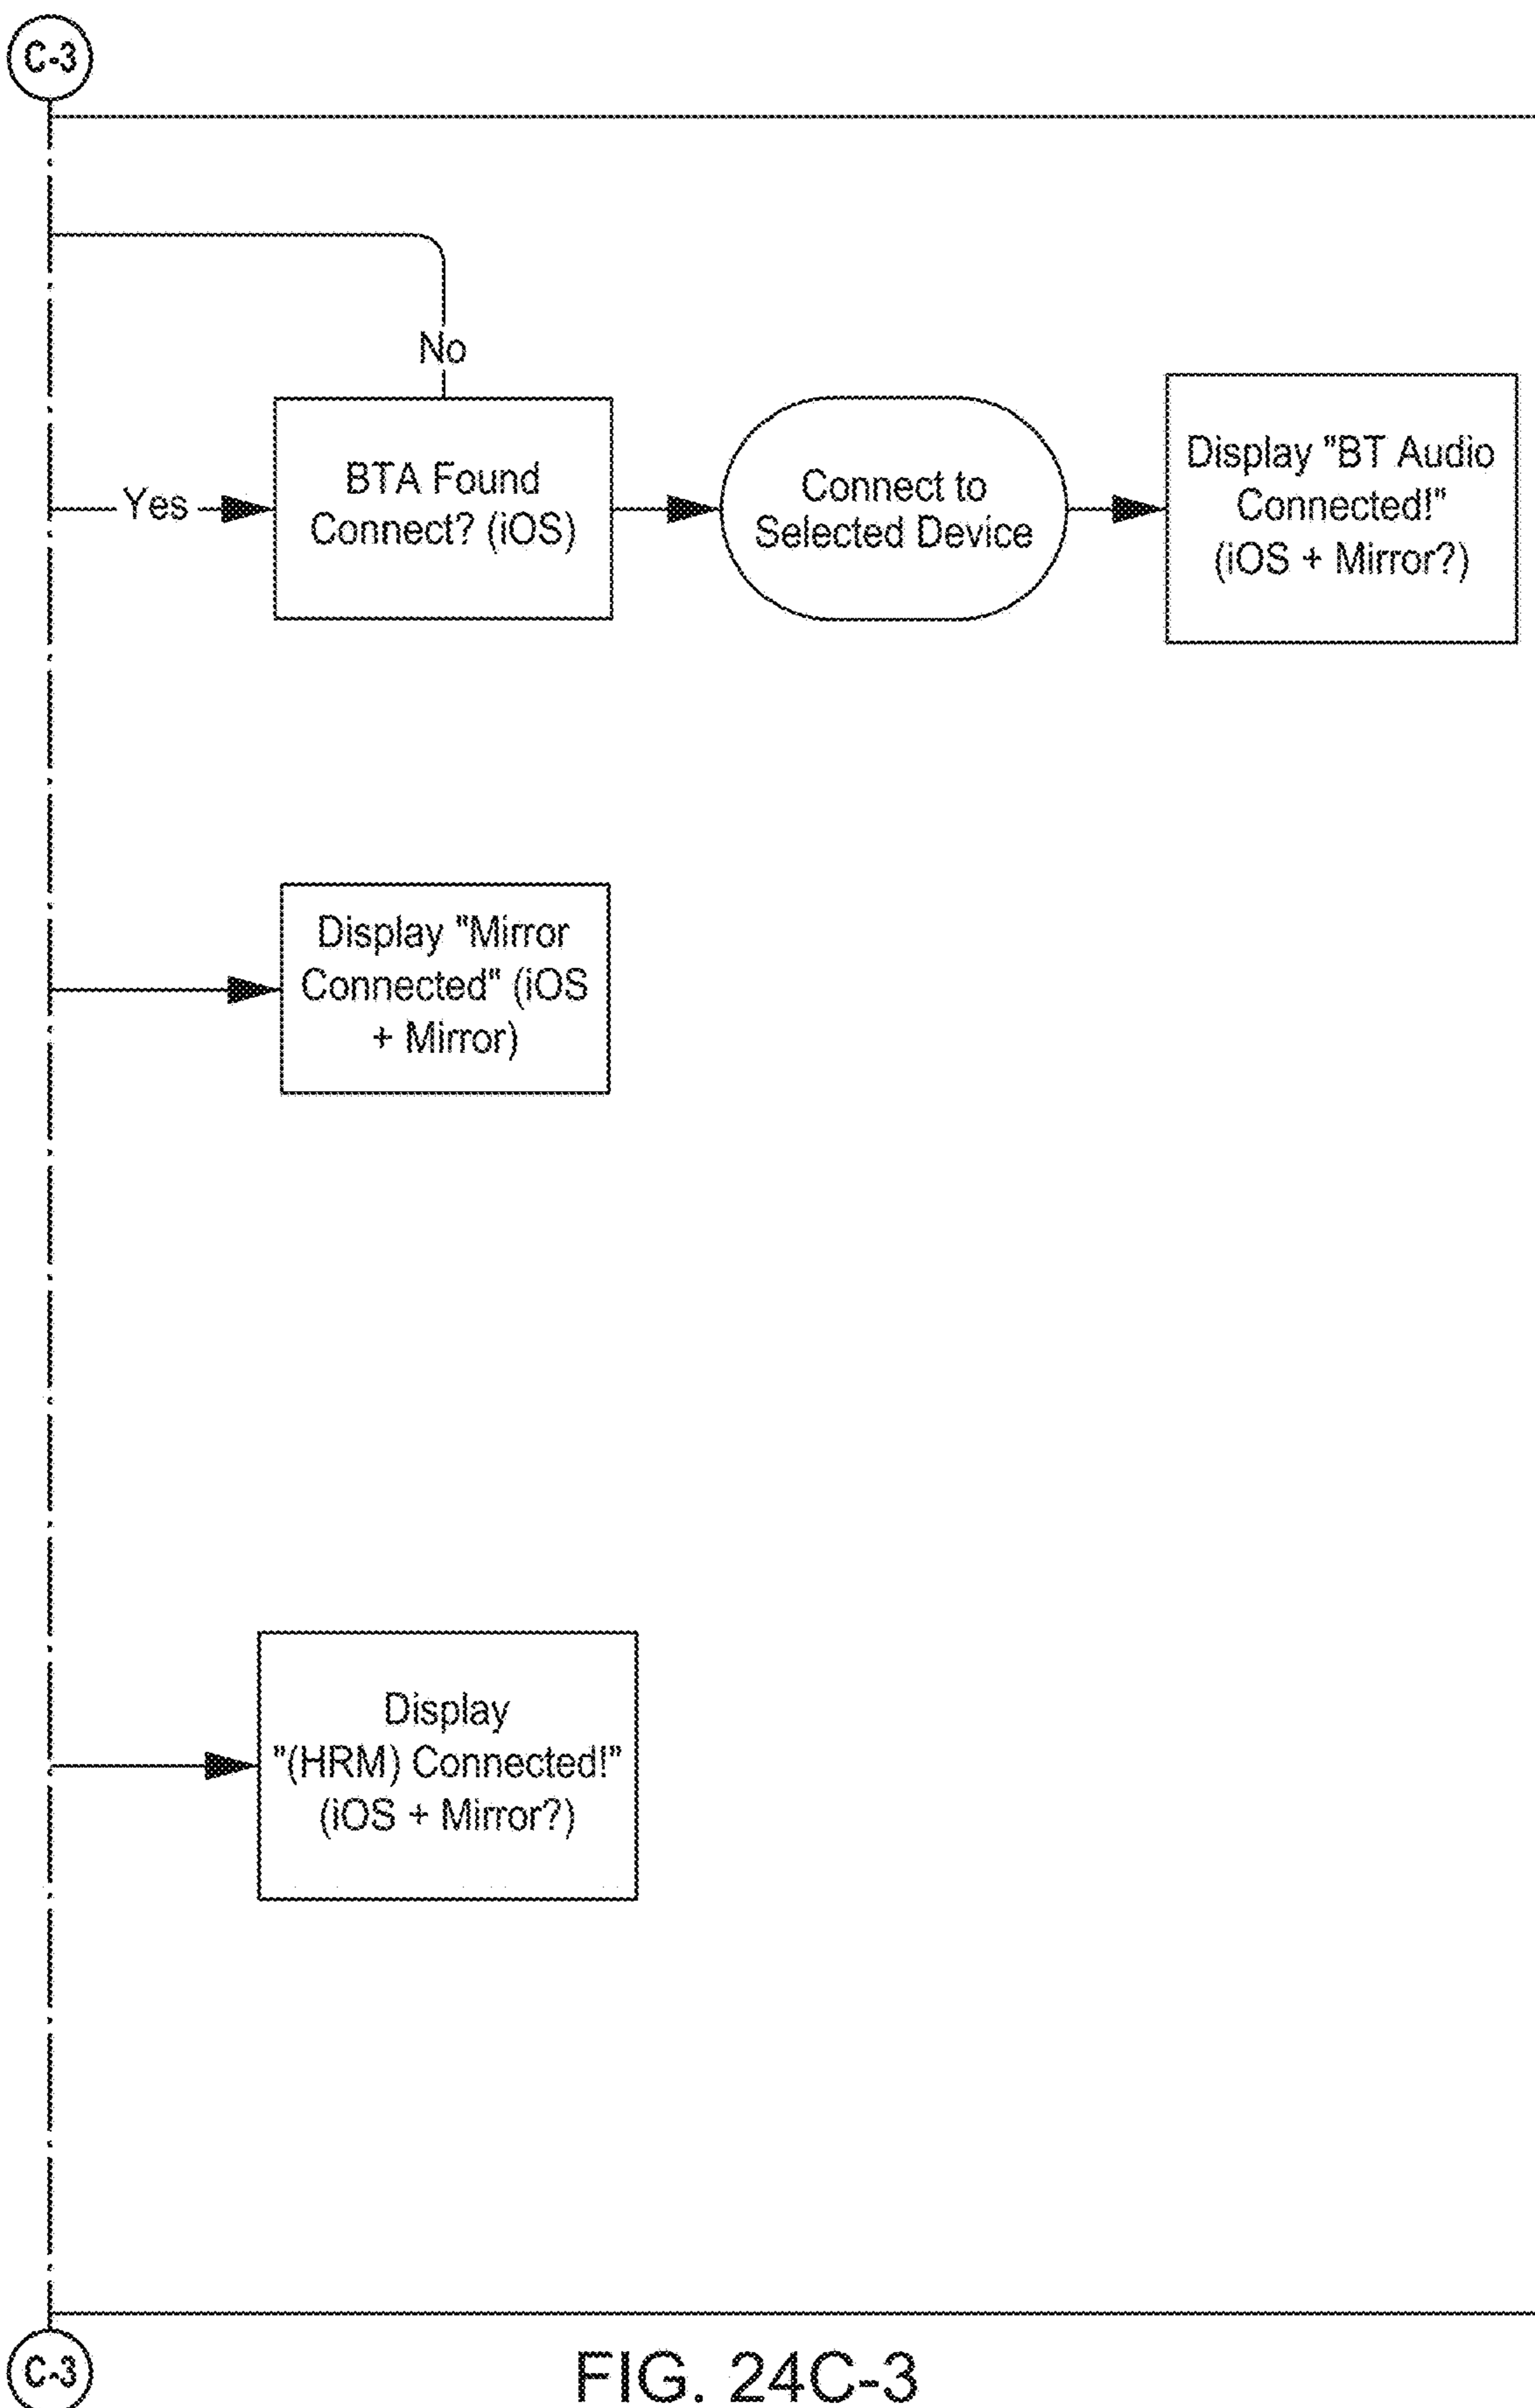 C-3
No
Yes
BTA Found
Connect? (iOS)
Connect to
Selected Device
Display "BT Audio
Connected!"
(iOS + Mirror?)
Display "Mirror
Connected" (iOS
+ Mirror)
Display
"(HRM) Connected!"
(iOS + Mirror?)
C-3
FIG. 24C-3